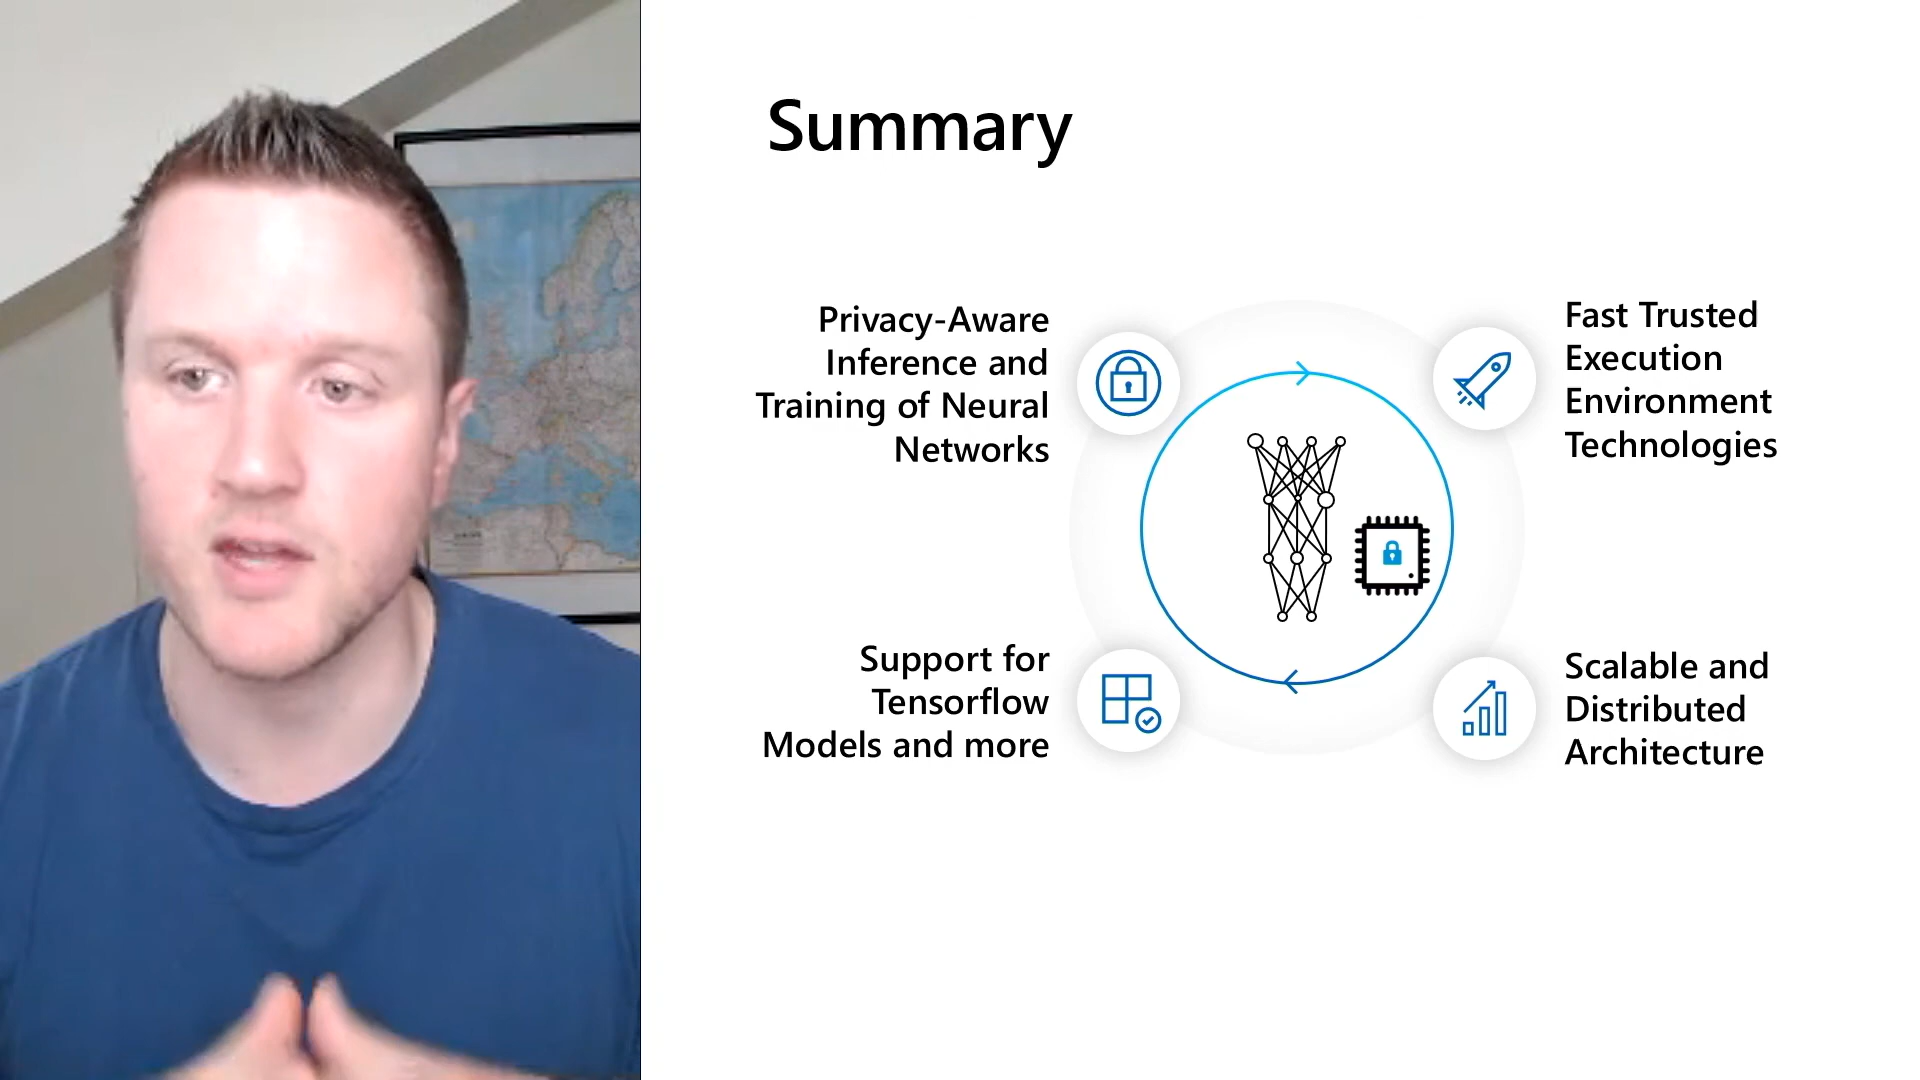 Summary
Privacy-Aware
Inference and
Training of Neural
Networks
Fast Trusted
Execution
Environment
Technologies
Support for
Tensorflow
Models and more
Scalable and
Distributed
Architecture